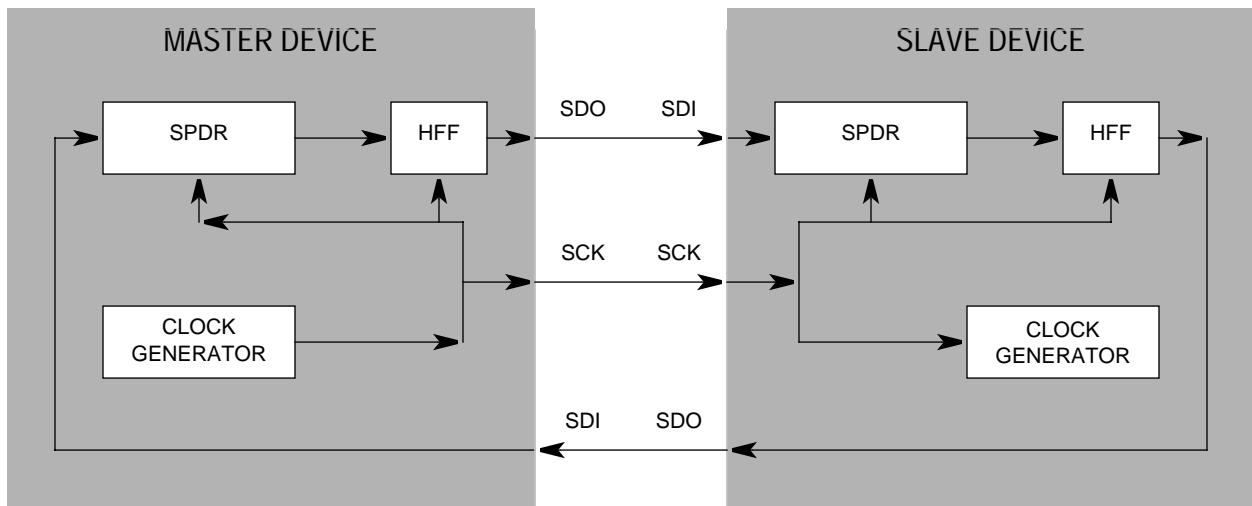 MASTER DEVICE
SLAVE DEVICE
SPDR
HFF
SDO
SDI
SPDR
HFF
SCK
SCK
CLOCK
GENERATOR
CLOCK
GENERATOR
SDI
SDO